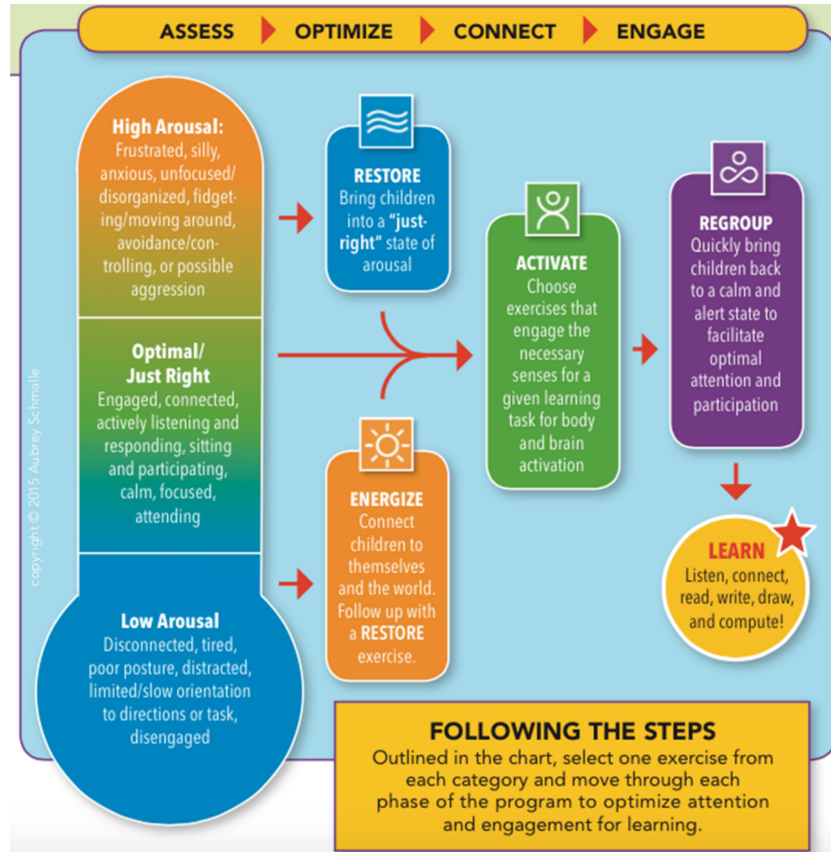 ASSESS OPTIMIZE CONNECT ENGAGE
High Arousal:
Frustrated, silly,
anxious, unfocused/
disorganized, fidget-
ing/moving around,
avoidance/con-
trolling, or possible
aggression
Optimal/
Just Right
Engaged, connected,
actively listening and
responding, sitting
and participating,
calm, focused,
attending
Low Arousal
Disconnected, tired,
poor posture, distracted,
limited/slow orientation
to directions or task,
disengaged
RESTORE
Bring children
into a "just-
right" state of
arousal
ENERGIZE
Connect
children to
themselves
and the world.
Follow up with
a RESTORE
exercise.
ACTIVATE
Choose
exercises that
engage the
necessary
senses for a
given learning
task for body
and brain
activation
REGROUP
Quickly bring
children back
to a calm and
alert state to
facilitate
optimal
attention and
participation
LEARN
Listen, connect,
read, write, draw,
and compute!
FOLLOWING THE STEPS
Outlined in the chart, select one exercise from
each category and move through each
phase of the program to optimize attention
and engagement for learning.
copyright © 2015 Aubrey Schmalle